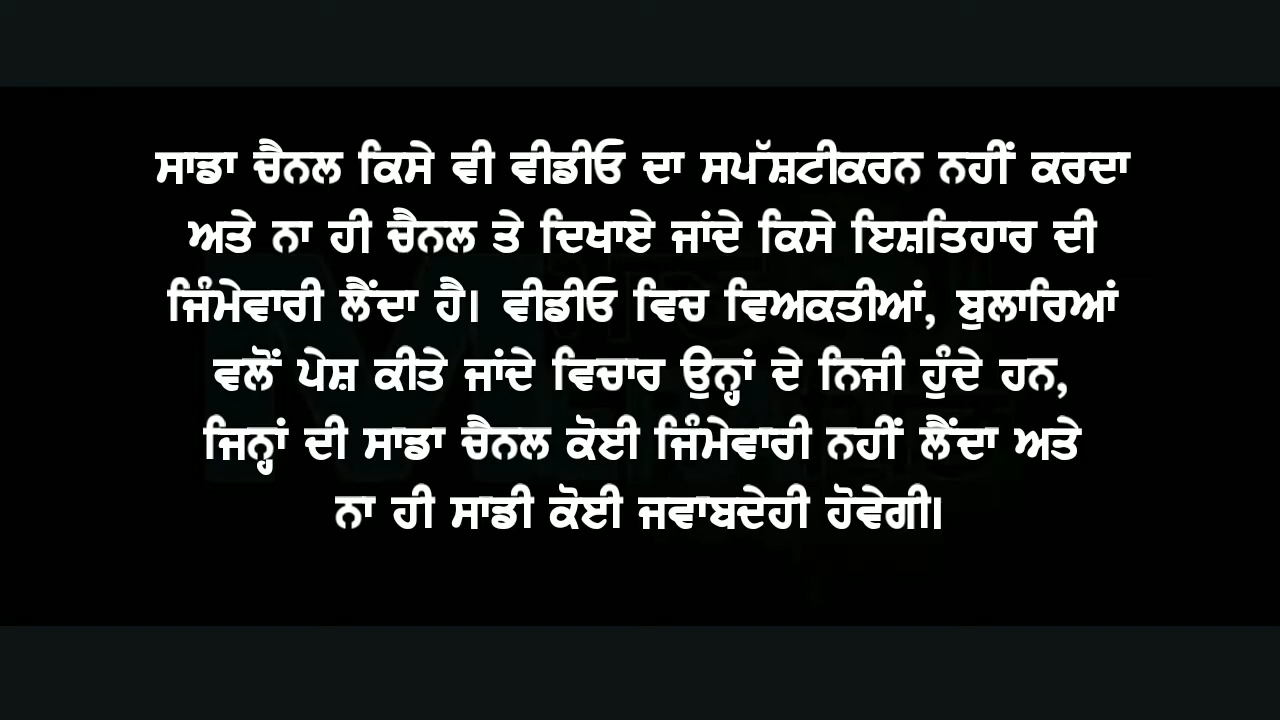 ਸਾਡਾ ਚੈਨਲ ਕਿਸੇ ਵੀ ਵੀਡੀਓ ਦਾ ਸਪੱਸ਼ਟੀਕਰਨ ਨਹੀਂ ਕਰਦਾ
ਅਤੇ ਨਾ ਹੀ ਚੈਨਲ ਤੇ ਦਿਖਾਏ ਜਾਂਦੇ ਕਿਸੇ ਇਸ਼ਤਿਹਾਰ ਦੀ
ਜਿੰਮੇਵਾਰੀ ਲੈਂਦਾ ਹੈ। ਵੀਡੀਓ ਵਿਚ ਵਿਅਕਤੀਆਂ, ਬੁਲਾਰਿਆਂ
ਵਲੋਂ ਪੇਸ਼ ਕੀਤੇ ਜਾਂਦੇ ਵਿਚਾਰ ਉਨ੍ਹਾਂ ਦੇ ਨਿਜੀ ਹੁੰਦੇ ਹਨ,
ਜਿਨ੍ਹਾਂ ਦੀ ਸਾਡਾ ਚੈਨਲ ਕੋਈ ਜਿੰਮੇਵਾਰੀ ਨਹੀਂ ਲੈਂਦਾ ਅਤੇ
ਨਾ ਹੀ ਸਾਡੀ ਕੋਈ ਜਵਾਬਦੇਹੀ ਹੋਵੇਗੀ।